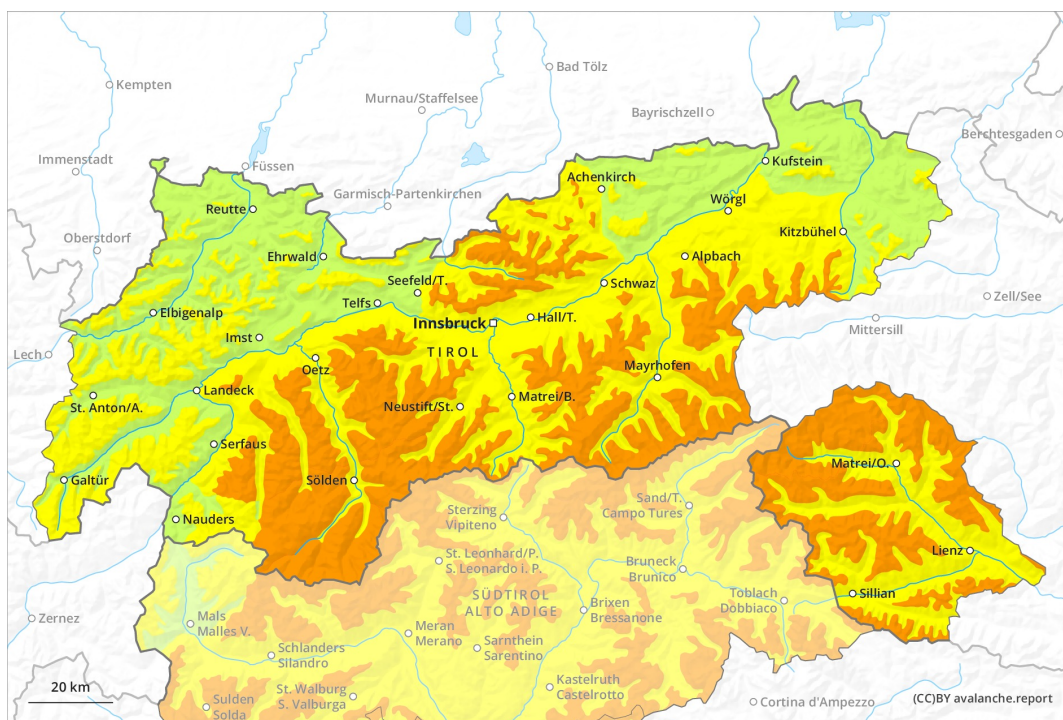 Kempten
Bad Tölz
Murnau/Staffelsee
Bayrischzell
Berchtesgaden
Immenstadt
Füssen
Kufstein
Achenkirch
Garmisch-Partenkirchen
Reutte
Wörgl
Oberstdorf
Kitzbühel
Ehrwald
Alpbach
Seefeld/T.
Schwaz
Zell/See
Telfs
Elbigenalp
Hall/T.
Innsbruck
Mittersill
Imst
Lech
TIROL
Oetz
Mayrhofen
Landeck
Matrei/B.
St. Anton/A.
Neustift/St.
Serfaus
Matrei/O.
Galtür
Sölden
Sand/T.
Campo Tures
Sterzing
Vipiteno
Nauders
Lienz
St. Leonhard/P.
S. Leonardo i. P.
Bruneck
Brunico
Sillian
Toblach
Dobbiaco
SÜDTIROL
ALTO ADIGE
Brixen
Bressanone
Zernez
Mals
Malles V.
Meran
Merano
Sarnthein
Sarentino
Schlanders
Silandro
Kastelruth
Castelrotto
20 km
St. Walburg
S. Valburga
Sulden
Solda
Cortina d'Ampezzo
(CC)BY avalanche.report